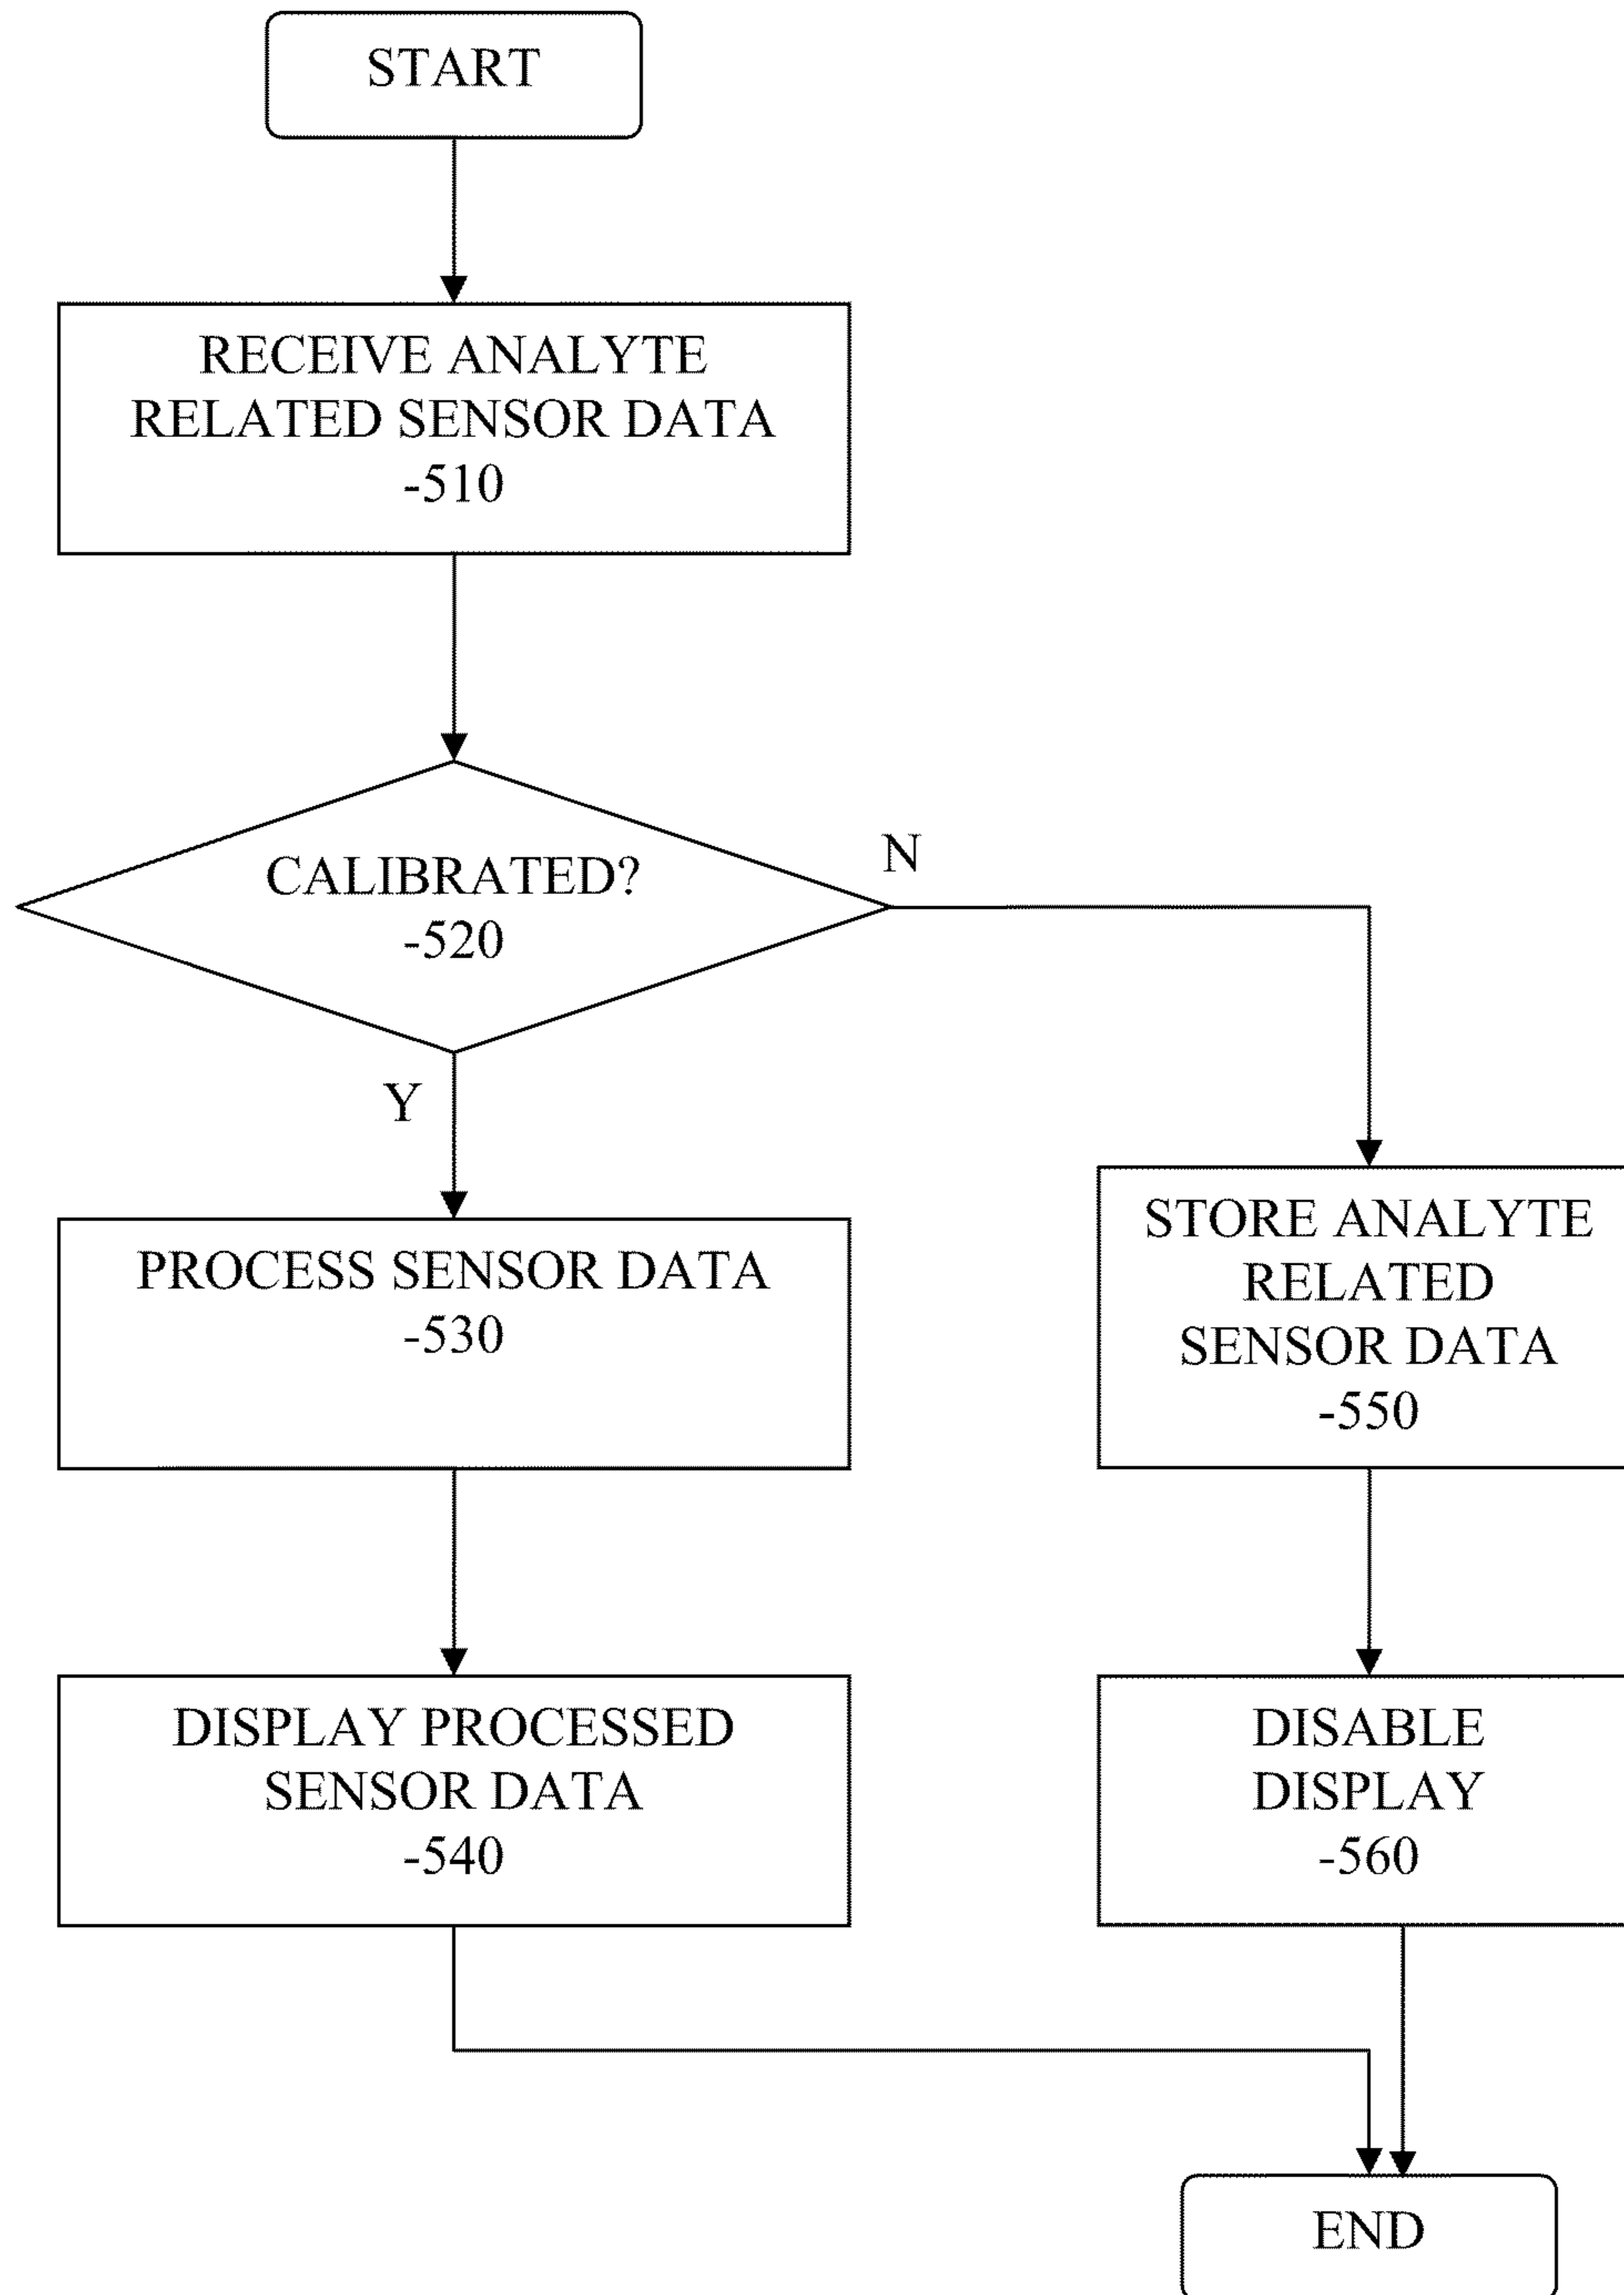 START
RECEIVE ANALYTE
RELATED SENSOR DATA
-510
CALIBRATED?
-520
N
Y
PROCESS SENSOR DATA
-530
STORE ANALYTE
RELATED
SENSOR DATA
-550
DISPLAY PROCESSED
SENSOR DATA
-540
DISABLE
DISPLAY
-560
END